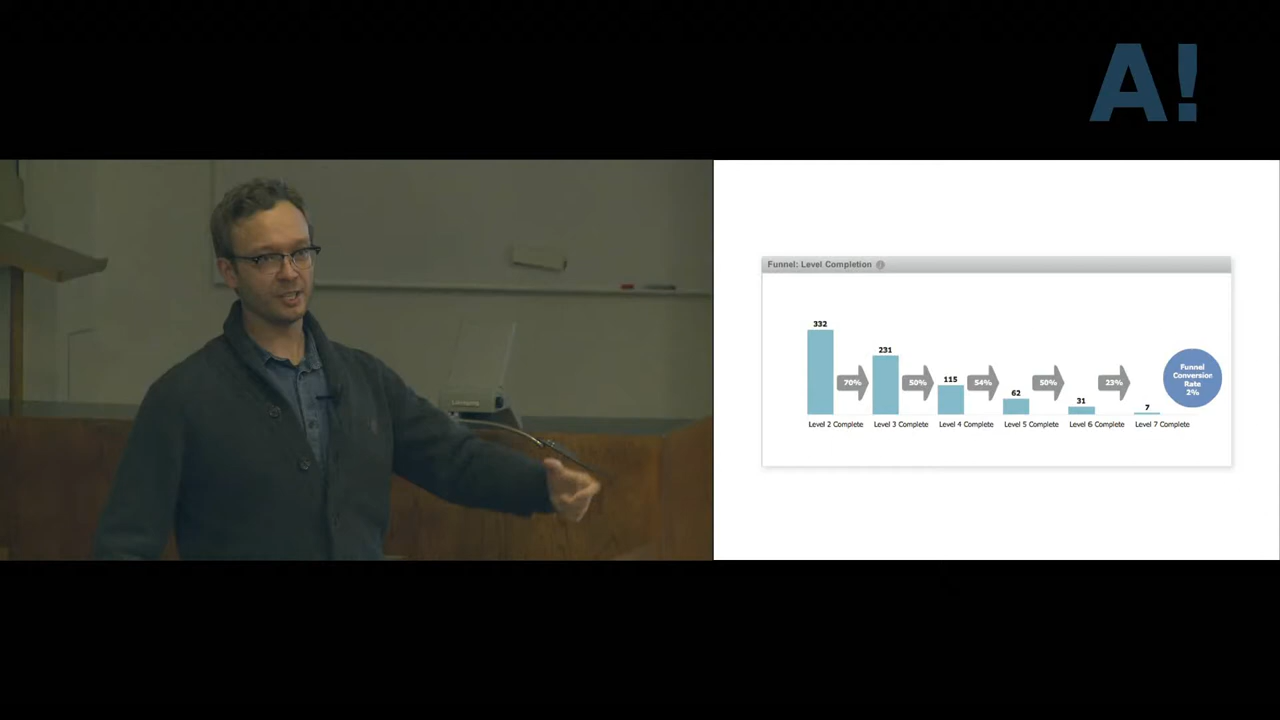 A!
Funnel: Level Completion
332
231
115
62
31
7
70%
50%
54%
50%
23%
Funnel
Conversion
Rate
2%
Level 2 Complete
Level 3 Complete
Level 4 Complete
Level 5 Complete
Level 6 Complete
Level 7 Complete